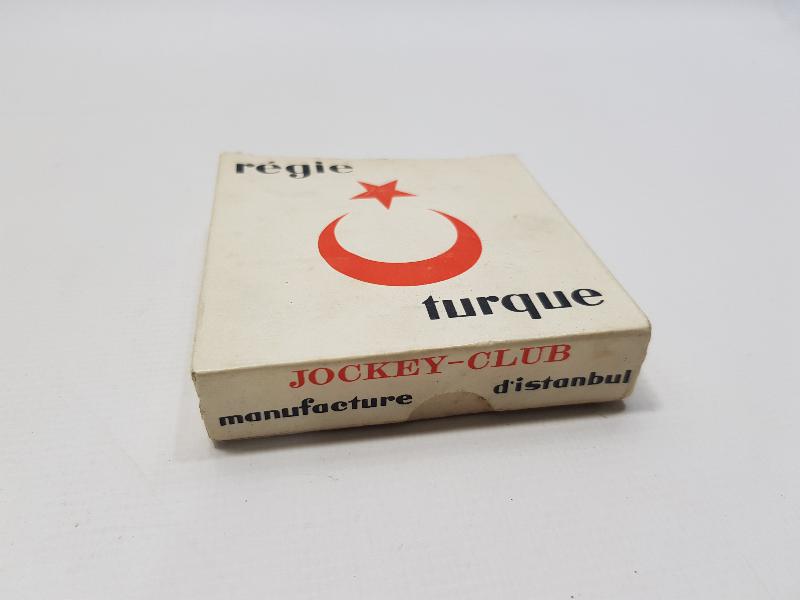 régie
turque
JOCKEY-CLUB
manufacture d'istanbul